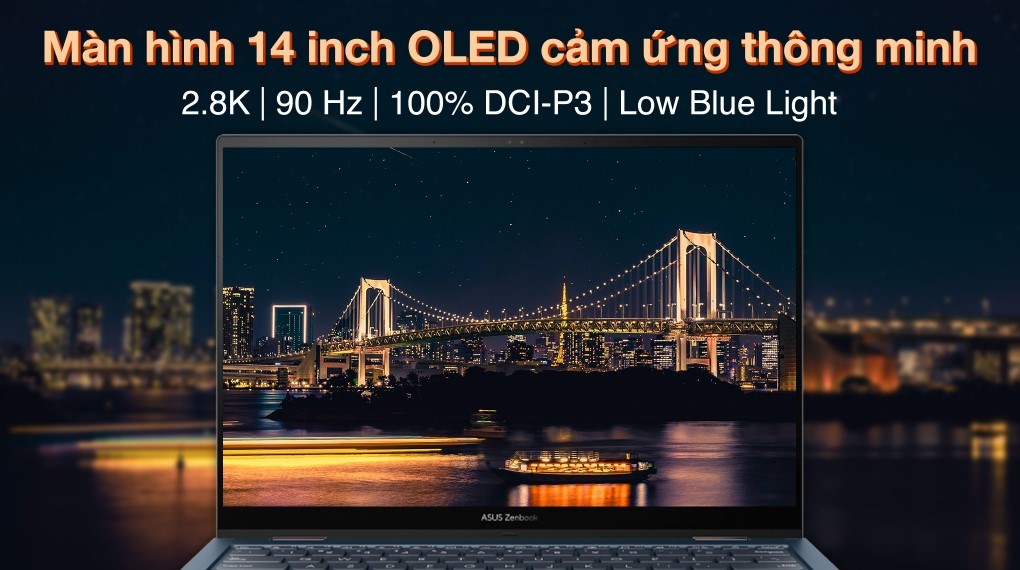 Màn hình 14 inch OLED cảm ứng thông minh
2.8K | 90 Hz | 100% DCI-P3 | Low Blue Light
ASUS Zenbook